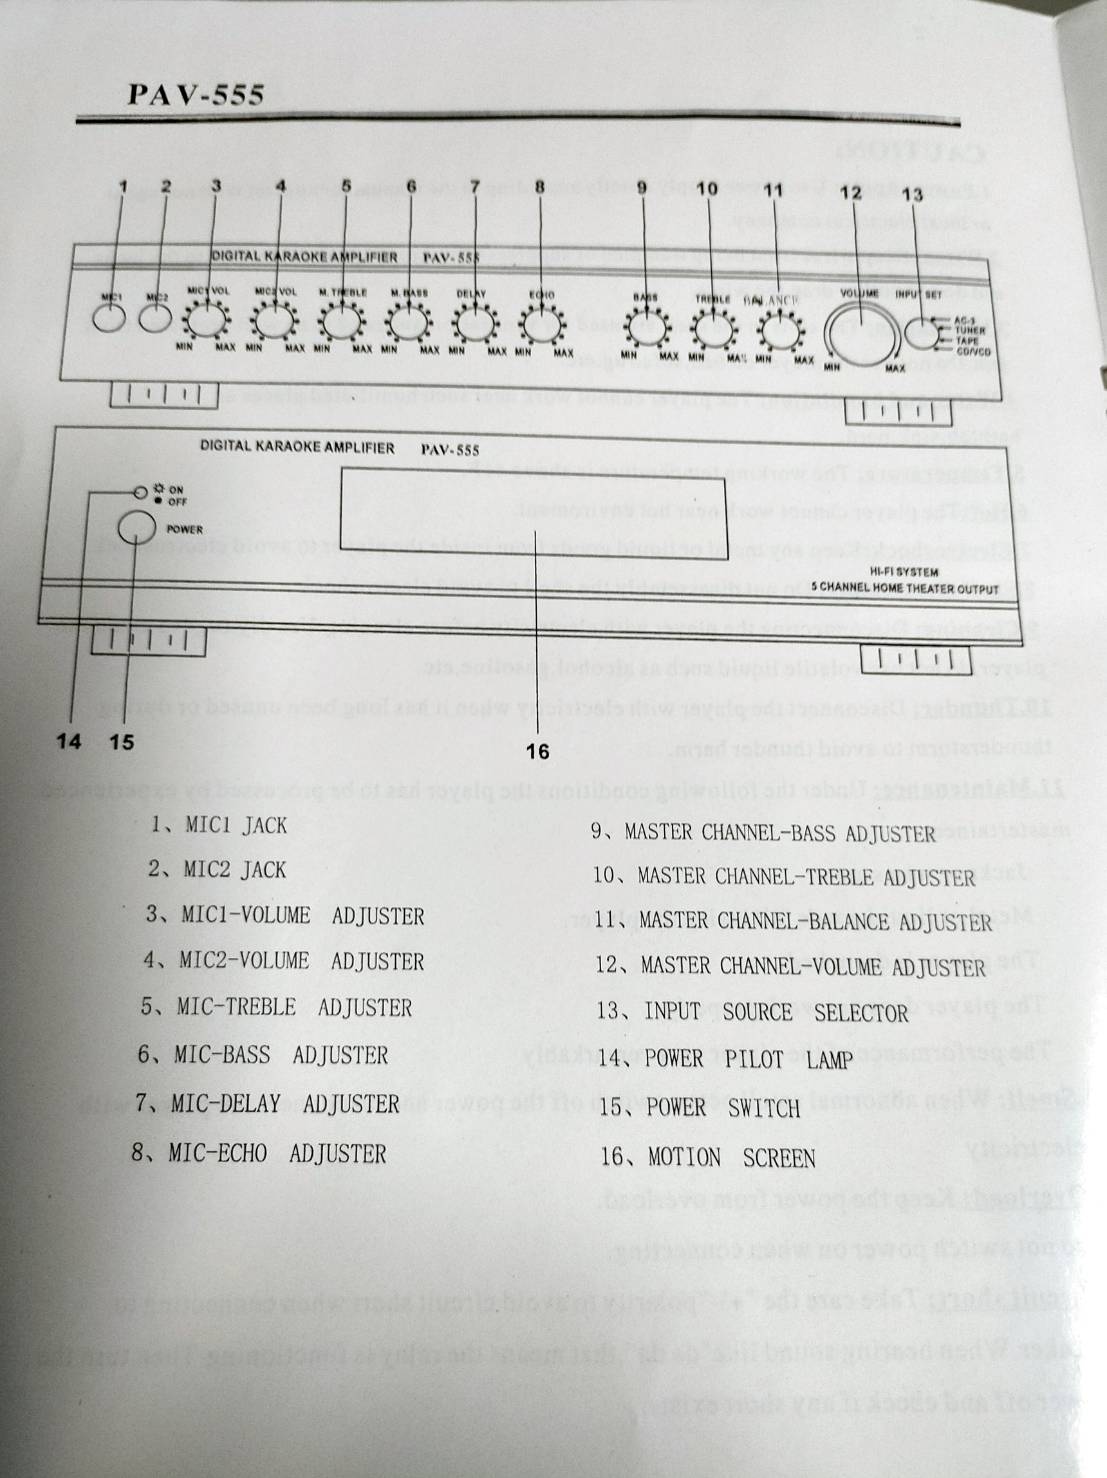 PAV-555
1 2 3 4 5 6 7 8 9 10 11 12 13
DIGITAL KARAOKE AMPLIFIER PAV-555
MIC1 MIC2 MIC1 VOL MIC2 VOL M. TREBLE M. BASS DELAY ECHO BASS TREBLE BALANCE VOLUME INPUT SET
AC-3
TUNER
TAPE
CD/VCD
MIN MAX MIN MAX MIN MAX MIN MAX MIN MAX MIN MAX MIN MAX MIN MAX MIN MAX MIN MAX
DIGITAL KARAOKE AMPLIFIER PAV-555
ON
OFF
POWER
HI-FI SYSTEM
5 CHANNEL HOME THEATER OUTPUT
14 15 16
1、MIC1 JACK
2、MIC2 JACK
3、MIC1-VOLUME ADJUSTER
4、MIC2-VOLUME ADJUSTER
5、MIC-TREBLE ADJUSTER
6、MIC-BASS ADJUSTER
7、MIC-DELAY ADJUSTER
8、MIC-ECHO ADJUSTER
9、MASTER CHANNEL-BASS ADJUSTER
10、MASTER CHANNEL-TREBLE ADJUSTER
11、MASTER CHANNEL-BALANCE ADJUSTER
12、MASTER CHANNEL-VOLUME ADJUSTER
13、INPUT SOURCE SELECTOR
14、POWER PILOT LAMP
15、POWER SWITCH
16、MOTION SCREEN